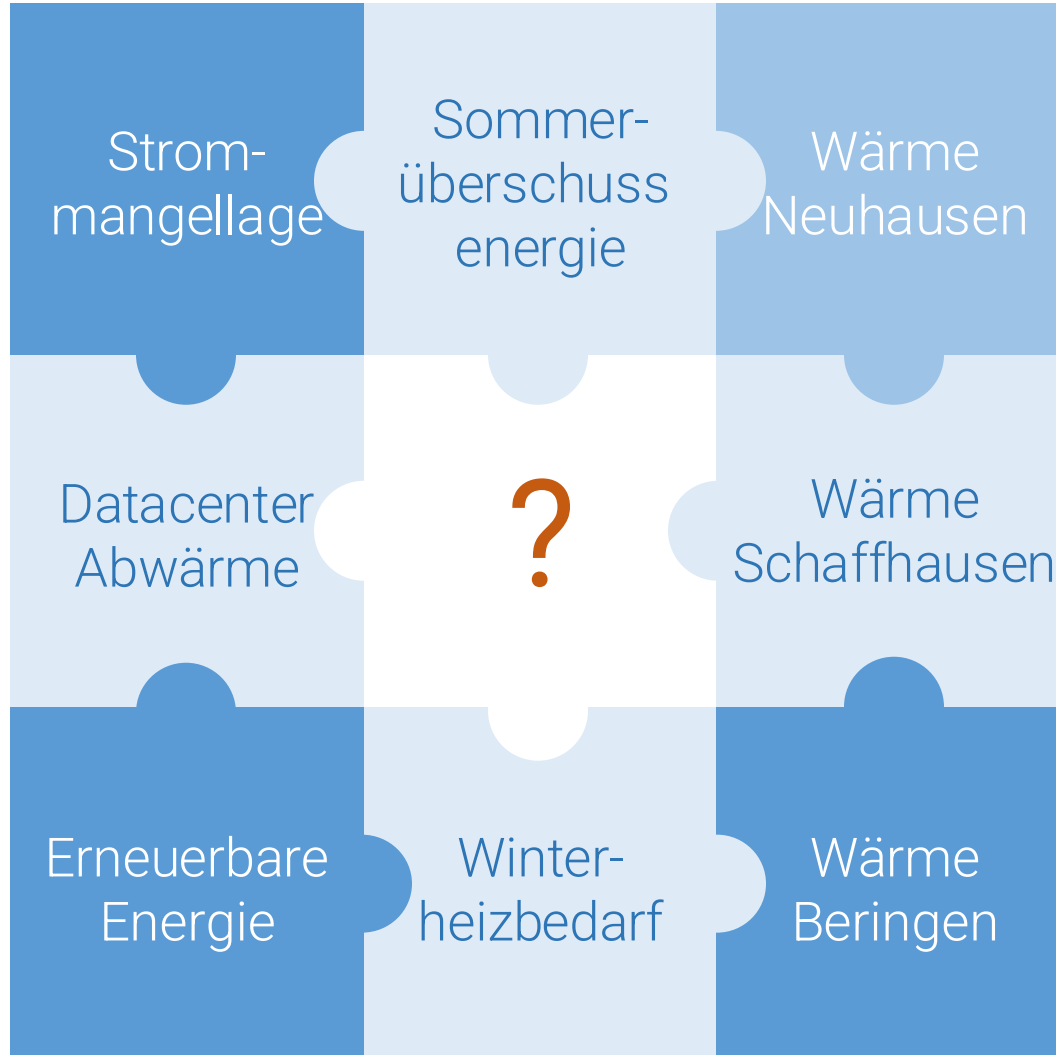 Strom-
mangellage
Sommer-
überschuss
energie
Wärme
Neuhausen
Datacenter
Abwärme
?
Wärme
Schaffhausen
Erneuerbare
Energie
Winter-
heizbedarf
Wärme
Beringen